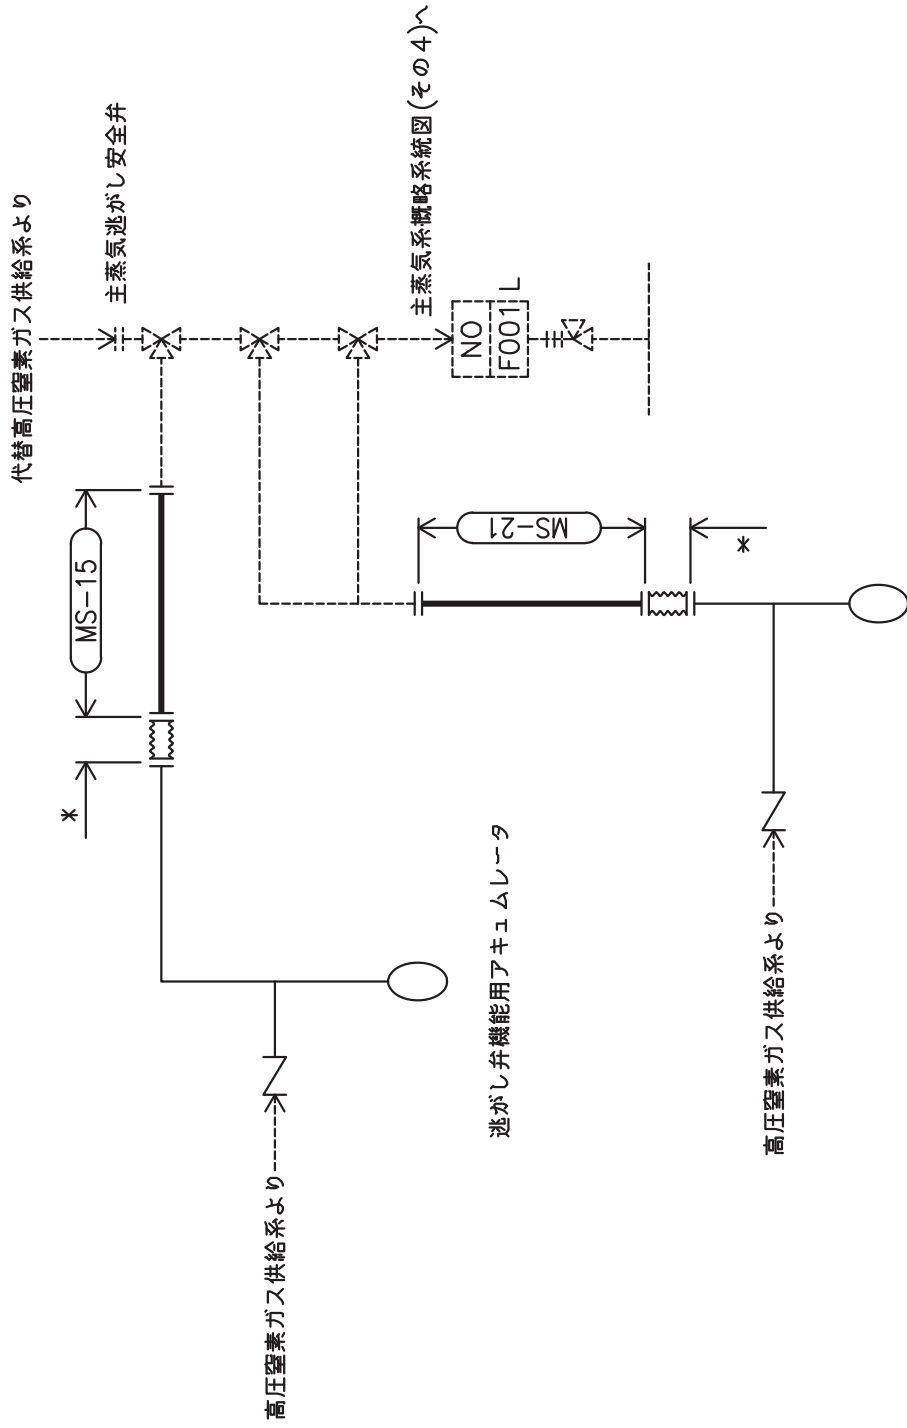 代替高圧窒素ガス供給系より
主蒸気逃がし安全弁
主蒸気系概略系統図(その4)へ
NO
F001 L
MS-15
*
MS-21
*
逃がし弁機能用アキュムレータ
高圧窒素ガス供給系より
高圧窒素ガス供給系より